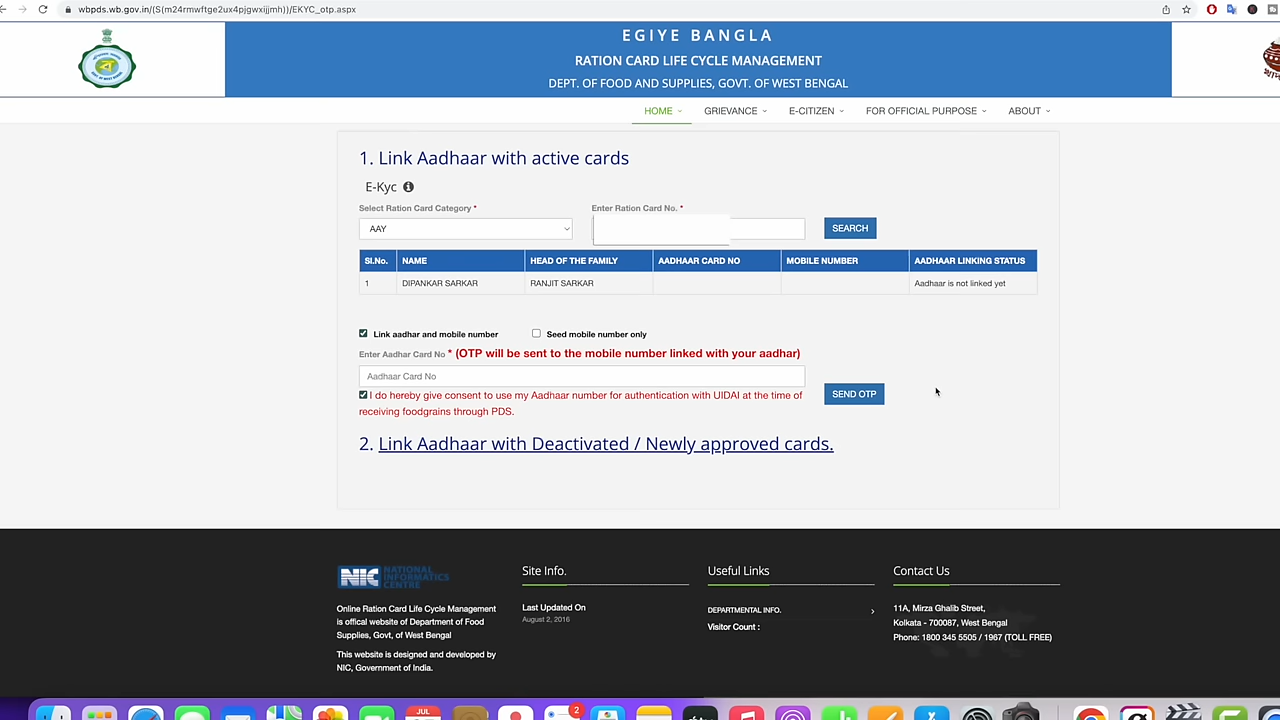 wbpds.wb.gov.in/(S(m24rmwftge2ux4pjgwxijjmh))/EKYC_otp.aspx
EGIYE BANGLA
RATION CARD LIFE CYCLE MANAGEMENT
DEPT. OF FOOD AND SUPPLIES, GOVT. OF WEST BENGAL
HOME GRIEVANCE E-CITIZEN FOR OFFICIAL PURPOSE ABOUT
1. Link Aadhaar with active cards
E-Kyc
Select Ration Card Category * Enter Ration Card No. *
AAY SEARCH
Sl.No. NAME HEAD OF THE FAMILY AADHAAR CARD NO MOBILE NUMBER AADHAAR LINKING STATUS
1 DIPANKAR SARKAR RANJIT SARKAR Aadhaar is not linked yet
Link aadhar and mobile number Seed mobile number only
Enter Aadhar Card No * (OTP will be sent to the mobile number linked with your aadhar)
Aadhaar Card No
I do hereby give consent to use my Aadhaar number for authentication with UIDAI at the time of
receiving foodgrains through PDS.
SEND OTP
2. Link Aadhaar with Deactivated / Newly approved cards.
NIC NATIONAL
INFORMATICS
CENTRE
Online Ration Card Life Cycle Management
is offical website of Department of Food
Supplies, Govt, of West Bengal
This website is designed and developed by
NIC, Government of India.
Site Info.
Last Updated On
August 2, 2016
Useful Links
DEPARTMENTAL INFO.
Visitor Count :
Contact Us
11A, Mirza Ghalib Street,
Kolkata - 700087, West Bengal
Phone: 1800 345 5505 / 1967 (TOLL FREE)
JUL
2